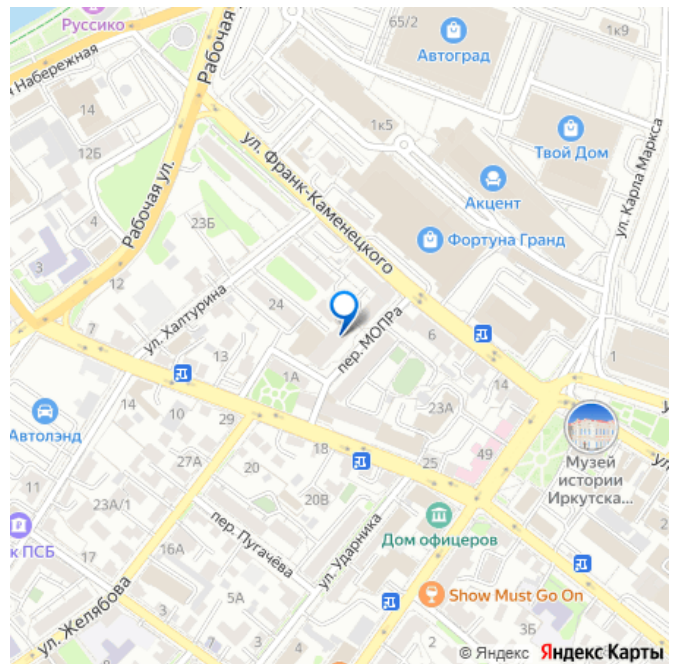 Руссико
65/2
1к9
Автоград
Набережная
Рабочая
14
1к5
ул. Карла Маркса
Твой Дом
12Б
ул. Франк-Каменецкого
Акцент
Рабочая ул.
4
23Б
Фортуна Гранд
3
12
ул. Халтурина
24
7
пер. МОПРа
6
13
1
1А
14
14
10
29
23А
Автолэнд
49
Музей
истории
Иркутска...
18
25
27А
20
11
23А/1
20В
Дом офицеров
к ПСБ
17
16А
пер. Пугачёва
ул. Ударника
ул. Желябова
5А
Show Must Go On
3Б
7
3
4
2
© Яндекс Яндекс Карты